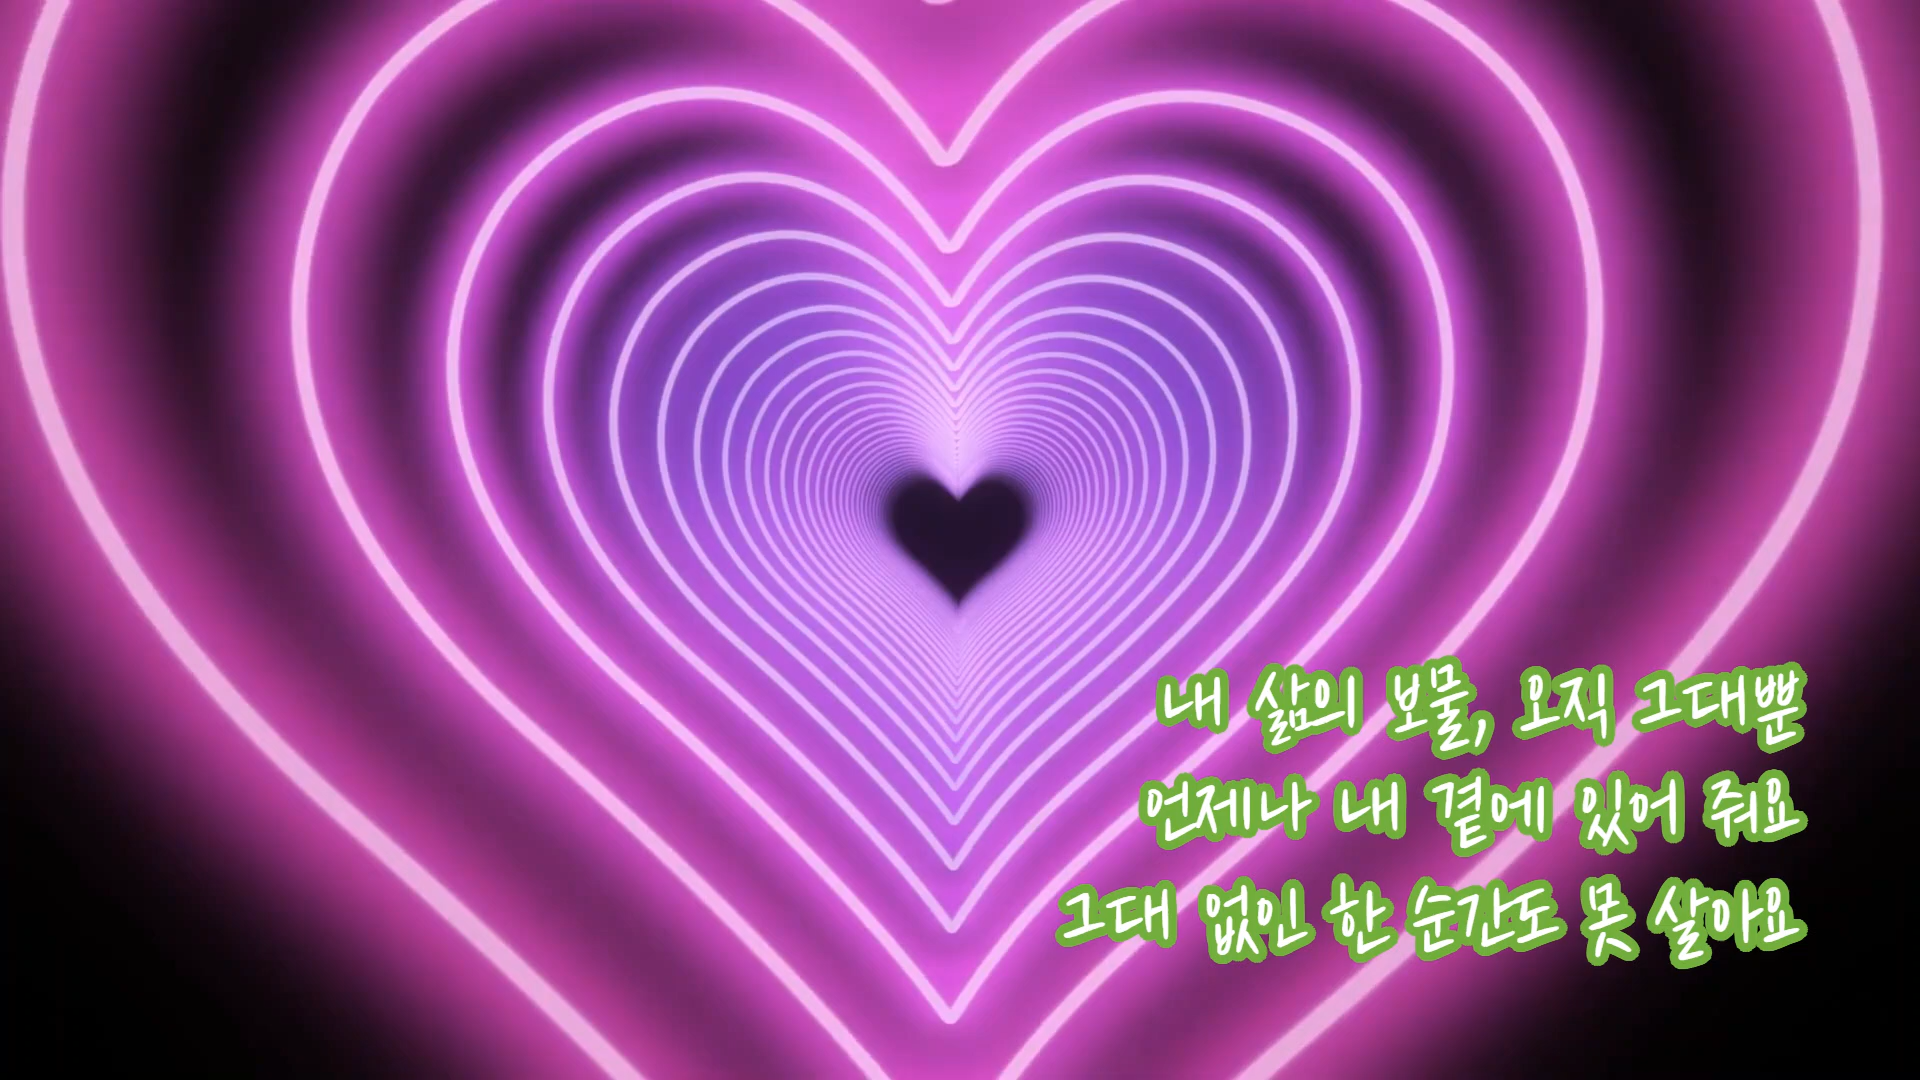 내 삶의 보물, 오직 그대뿐
언제나 내 곁에 있어 줘요
그대 없인 한 순간도 못 살아요